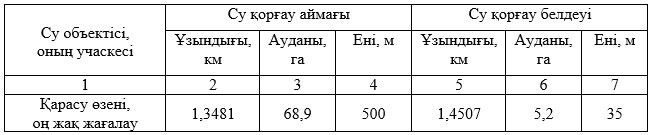 Су объектісі, оның учаскесі | Су қорғау аймағы | Су қорғау белдеуі
Ұзындығы, км | Ауданы, га | Ені, м | Ұзындығы, км | Ауданы, га | Ені, м
1 | 2 | 3 | 4 | 5 | 6 | 7
Қарасу өзені, оң жақ жағалау | 1,3481 | 68,9 | 500 | 1,4507 | 5,2 | 35